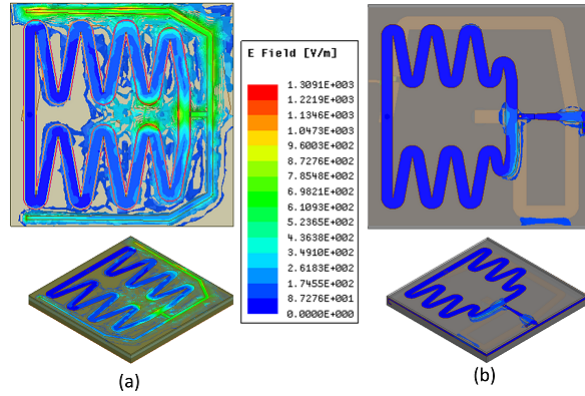 E Field [V/m]
1.3091E+003
1.2219E+003
1.1346E+003
1.0473E+003
9.6003E+002
8.7276E+002
7.8548E+002
6.9821E+002
6.1093E+002
5.2365E+002
4.3638E+002
3.4910E+002
2.6183E+002
1.7455E+002
8.7276E+001
0.0000E+000
(a)
(b)